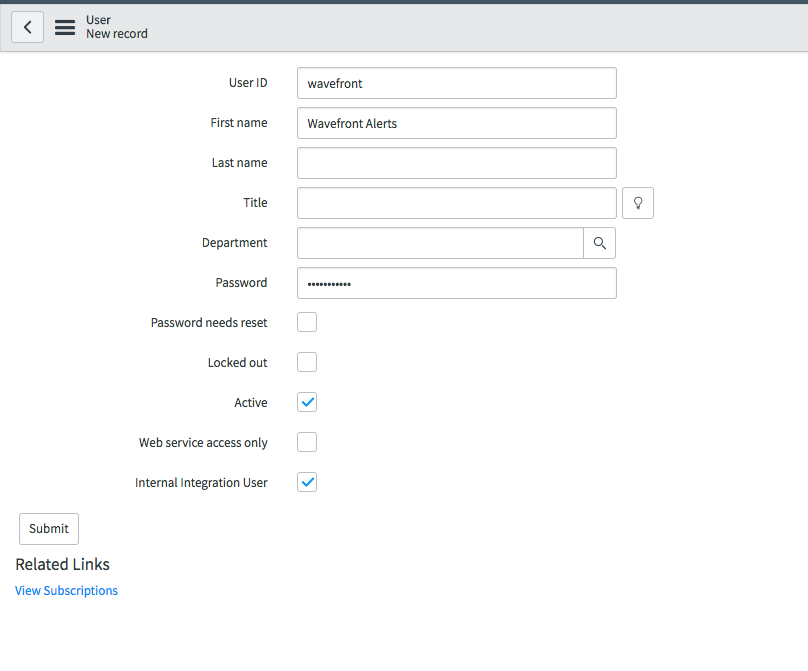 User
New record
User ID
wavefront
First name
Wavefront Alerts
Last name
Title
Department
Password
•••••••••••
Password needs reset
Locked out
Active
Web service access only
Internal Integration User
Submit
Related Links
View Subscriptions